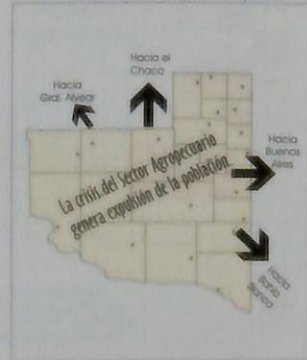 Hacia el
Chaco
Hacia
Gral. Alvear
Hacia
Buenos
Aires
La crisis del Sector Agropecuario
genera expulsión de la población.
Hacia
Bahía
Blanca